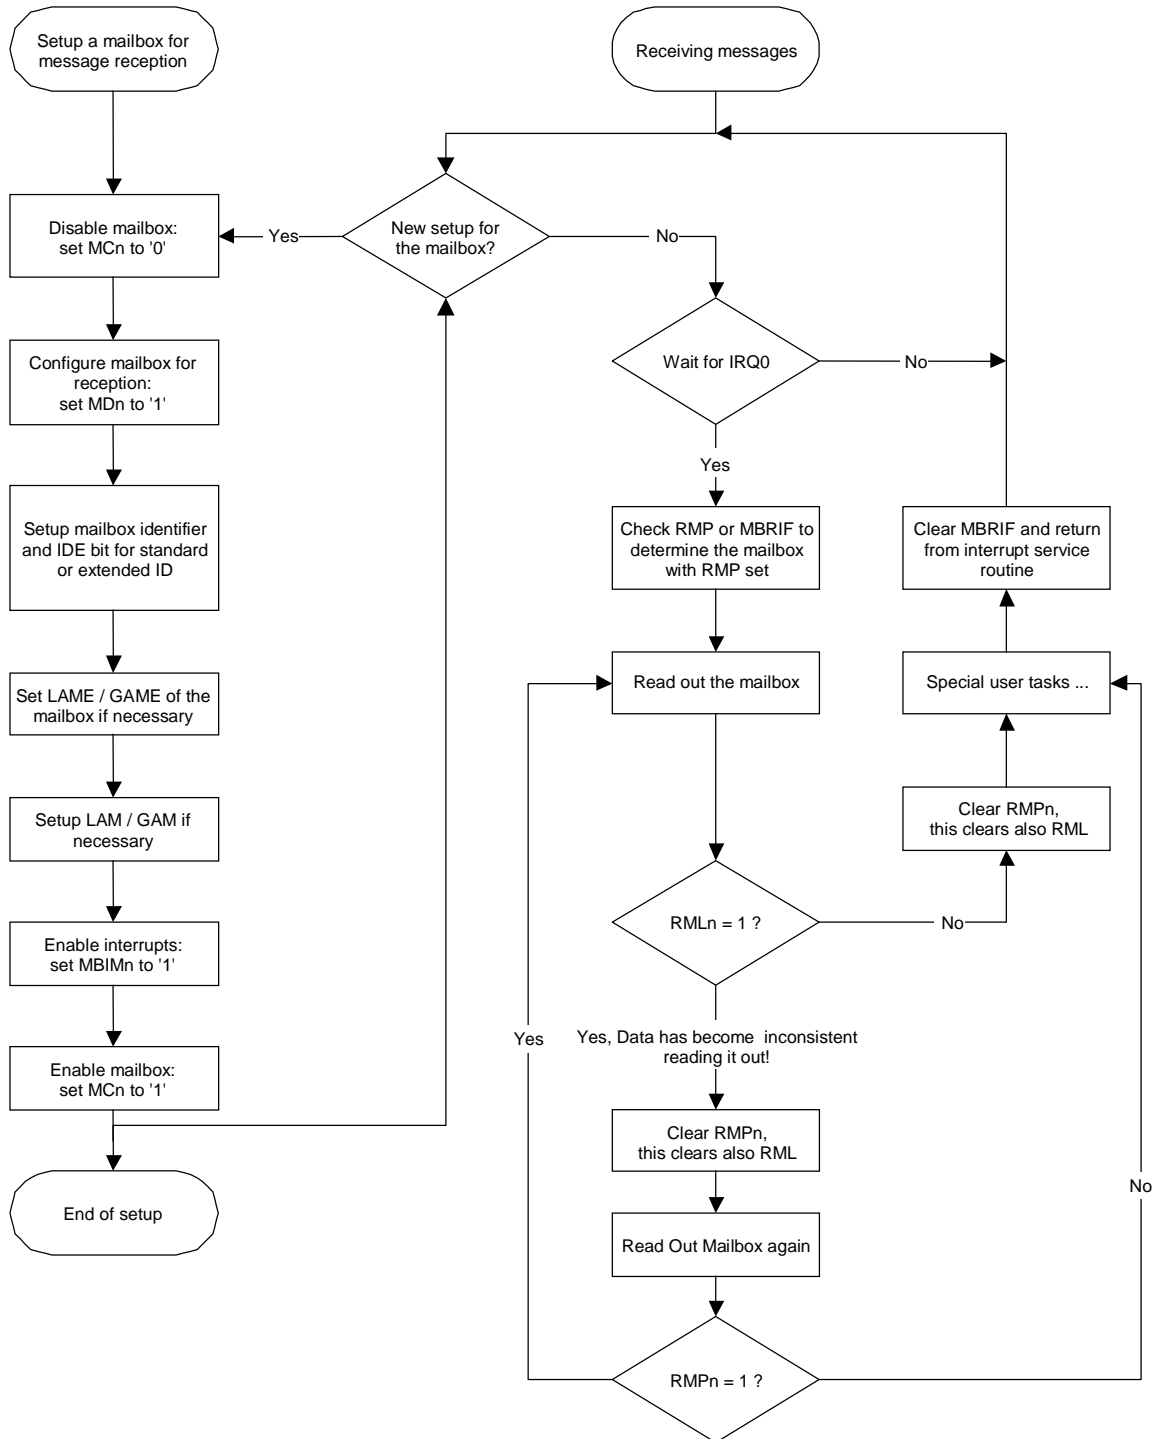 Setup a mailbox for
message reception
Receiving messages
Disable mailbox:
set MCn to '0'
Yes
New setup for
the mailbox?
No
Configure mailbox for
reception:
set MDn to '1'
Wait for IRQ0
No
Yes
Setup mailbox identifier
and IDE bit for standard
or extended ID
Check RMP or MBRIF to
determine the mailbox
with RMP set
Clear MBRIF and return
from interrupt service
routine
Set LAME / GAME of the
mailbox if necessary
Read out the mailbox
Special user tasks ...
Setup LAM / GAM if
necessary
Clear RMPn,
this clears also RML
Enable interrupts:
set MBIMn to '1'
RMLn = 1 ?
No
Yes
Yes, Data has become  inconsistent
reading it out!
Enable mailbox:
set MCn to '1'
Clear RMPn,
this clears also RML
No
End of setup
Read Out Mailbox again
RMPn = 1 ?